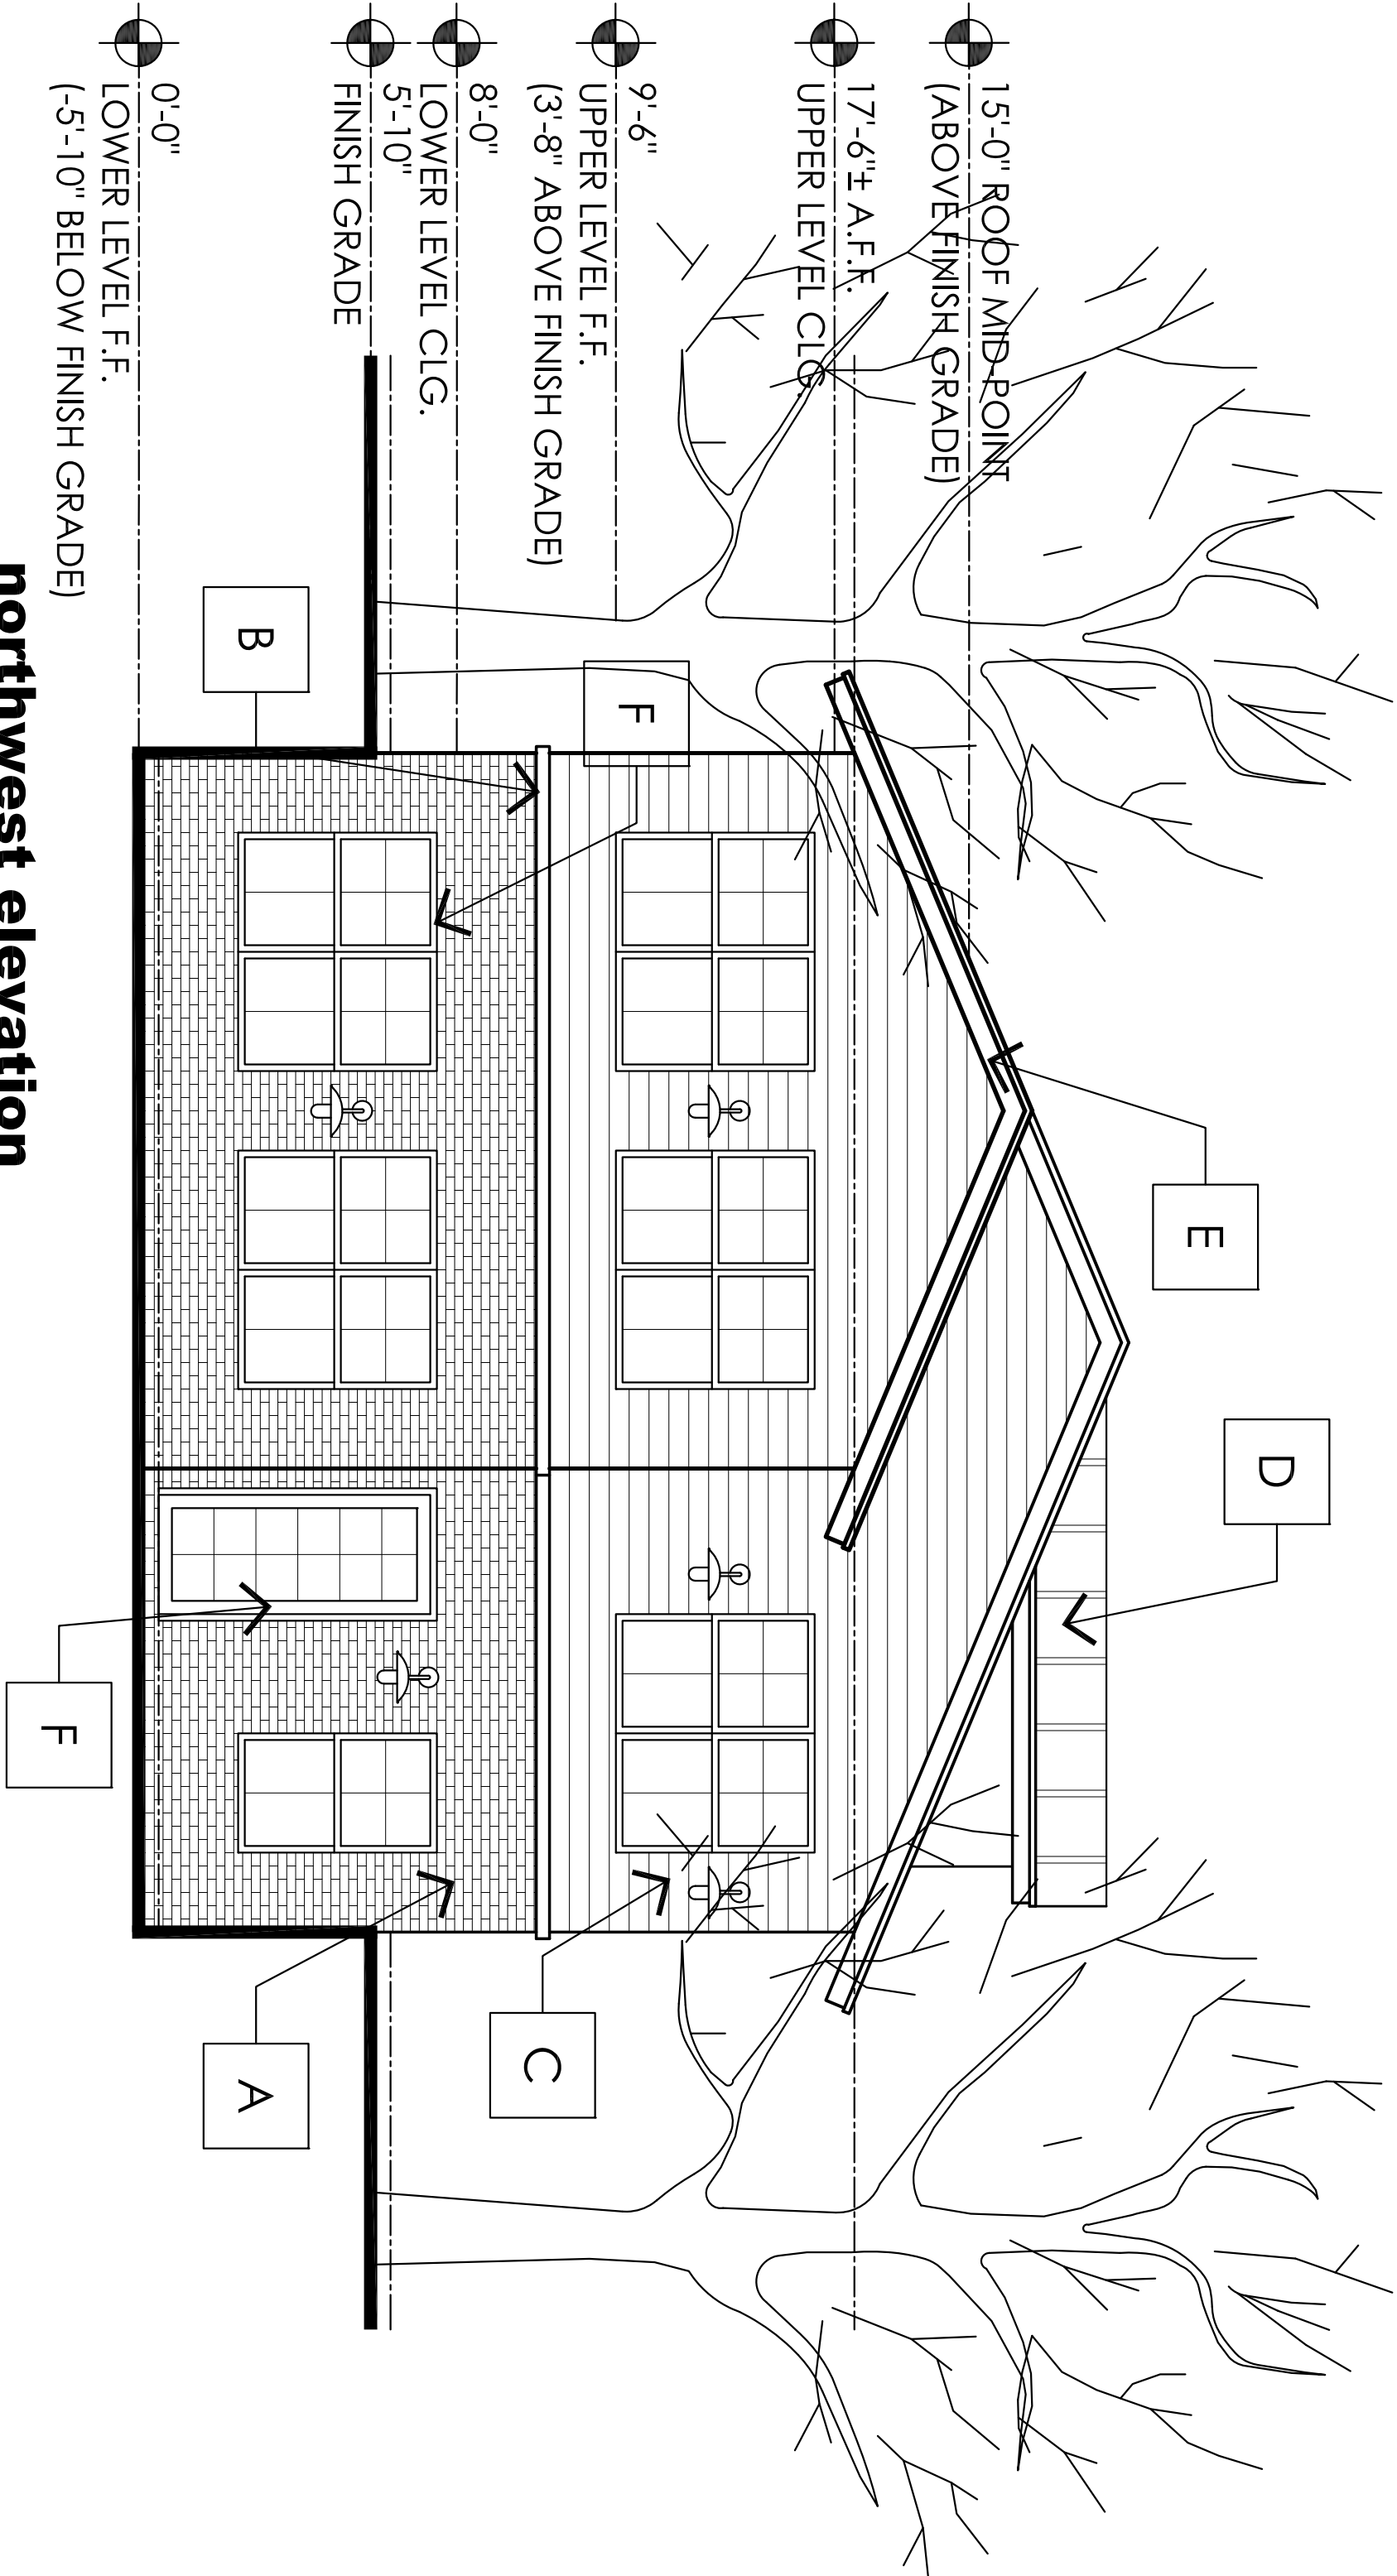 15'-0" ROOF MID-POINT
(ABOVE FINISH GRADE)
17'-6"± A.F.F.
UPPER LEVEL CLG.
9'-6"
UPPER LEVEL F.F.
(3'-8" ABOVE FINISH GRADE)
8'-0"
LOWER LEVEL CLG.
5'-10"
FINISH GRADE
0'-0"
LOWER LEVEL F.F.
(-5'-10" BELOW FINISH GRADE)
B
F
E
D
F
C
A
northwest elevation